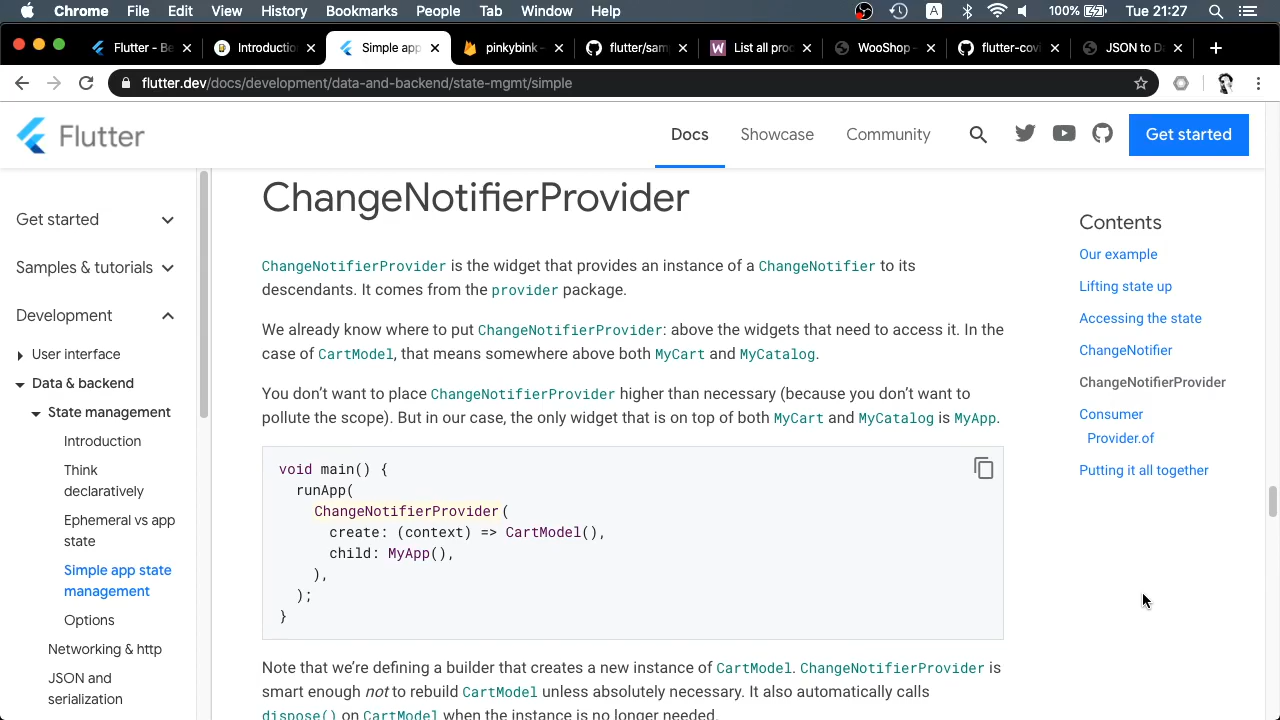 Chrome File Edit View History Bookmarks People Tab Window Help A 100% Tue 21:27
Flutter - Be Introductio Simple app pinkybink - flutter/sam List all pro WooShop - flutter-covi JSON to Da
flutter.dev/docs/development/data-and-backend/state-mgmt/simple
Flutter Docs Showcase Community Get started
Get started
Samples & tutorials
Development
User interface
Data & backend
State management
Introduction
Think
declaratively
Ephemeral vs app
state
Simple app state
management
Options
Networking & http
JSON and
serialization
ChangeNotifierProvider
ChangeNotifierProvider is the widget that provides an instance of a ChangeNotifier to its
descendants. It comes from the provider package.
We already know where to put ChangeNotifierProvider: above the widgets that need to access it. In the
case of CartModel, that means somewhere above both MyCart and MyCatalog.
You don’t want to place ChangeNotifierProvider higher than necessary (because you don’t want to
pollute the scope). But in our case, the only widget that is on top of both MyCart and MyCatalog is MyApp.
void main() {
runApp(
ChangeNotifierProvider(
create: (context) => CartModel(),
child: MyApp(),
),
);
}
Note that we’re defining a builder that creates a new instance of CartModel. ChangeNotifierProvider is
smart enough not to rebuild CartModel unless absolutely necessary. It also automatically calls
dispose() on CartModel when the instance is no longer needed.
Contents
Our example
Lifting state up
Accessing the state
ChangeNotifier
ChangeNotifierProvider
Consumer
Provider.of
Putting it all together